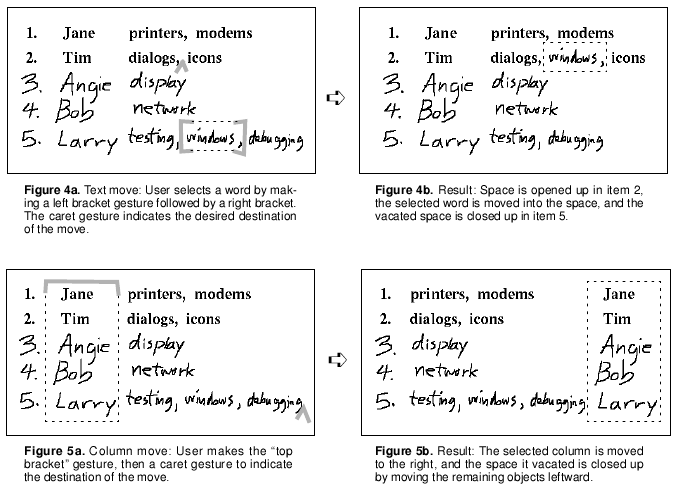 1. Jane printers, modems
2. Tim dialogs, icons
3. Angie display
4. Bob network
5. Larry testing, windows, debugging
Figure 4a. Text move: User selects a word by mak-
ing a left bracket gesture followed by a right bracket.
The caret gesture indicates the desired destination
of the move.
1. Jane printers, modems
2. Tim dialogs, windows, icons
3. Angie display
4. Bob network
5. Larry testing, debugging
Figure 4b. Result: Space is opened up in item 2,
the selected word is moved into the space, and the
vacated space is closed up in item 5.
1. Jane printers, modems
2. Tim dialogs, icons
3. Angie display
4. Bob network
5. Larry testing, windows, debugging
Figure 5a. Column move: User makes the “top
bracket” gesture, then a caret gesture to indicate
the destination of the move.
1. printers, modems Jane
2. dialogs, icons Tim
3. display Angie
4. network Bob
5. testing, windows, debugging Larry
Figure 5b. Result: The selected column is moved
to the right, and the space it vacated is closed up
by moving the remaining objects leftward.